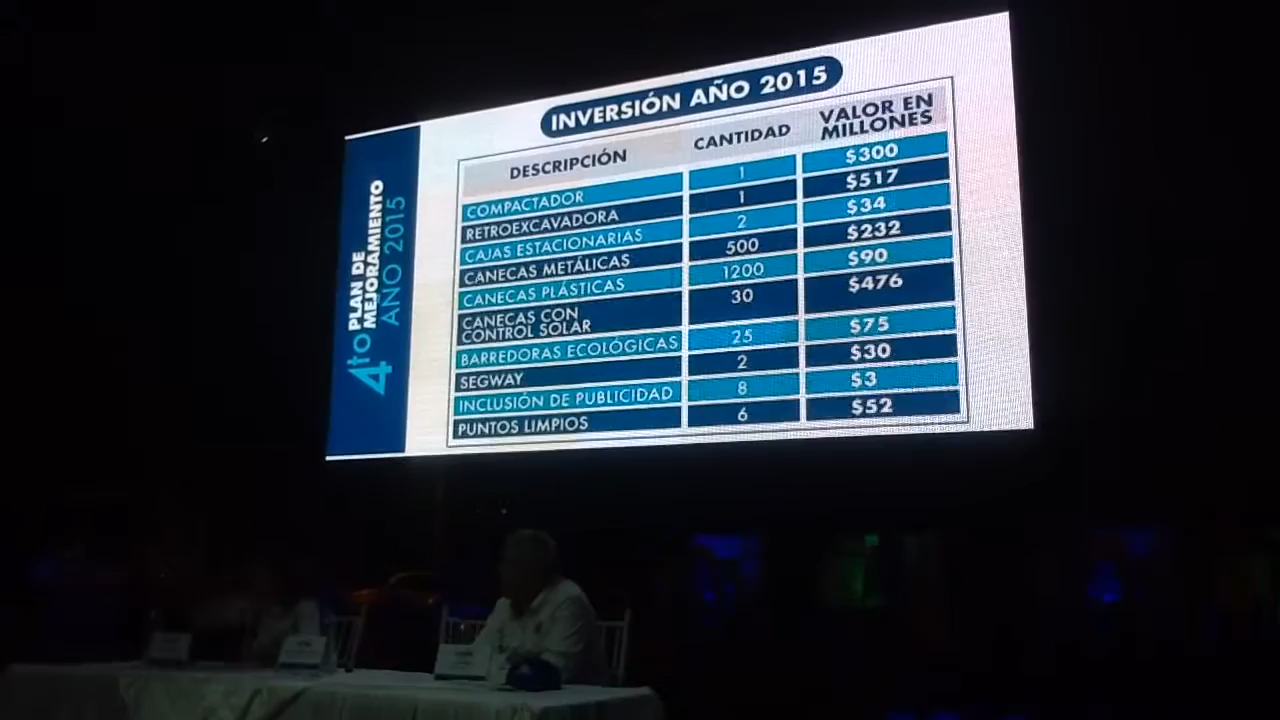 INVERSIÓN AÑO 2015
4to PLAN DE
MEJORAMIENTO
AÑO 2015
DESCRIPCIÓN CANTIDAD VALOR EN MILLONES
COMPACTADOR 1 $300
RETROEXCAVADORA 1 $517
CAJAS ESTACIONARIAS 2 $34
CANECAS METÁLICAS 500 $232
CANECAS PLÁSTICAS 1200 $90
CANECAS CON
CONTROL SOLAR 30 $476
BARREDORAS ECOLÓGICAS 25 $75
SEGWAY 2 $30
INCLUSIÓN DE PUBLICIDAD 8 $3
PUNTOS LIMPIOS 6 $52